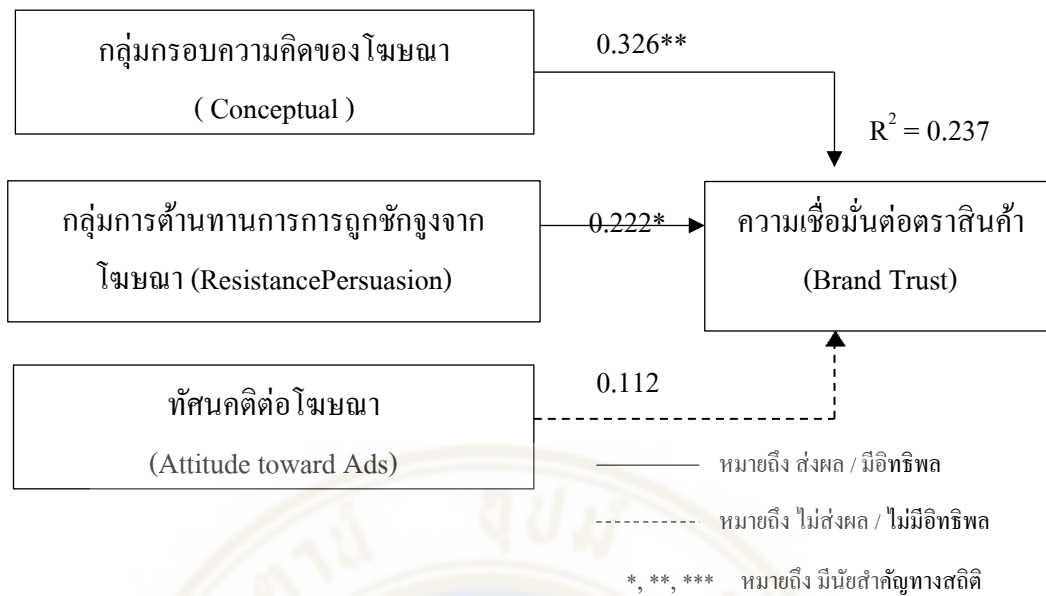 กลุ่มกรอบความคิดของโฆษณา
( Conceptual )
0.326**
R² = 0.237
กลุ่มการต้านทานการการถูกชักจูงจาก
โฆษณา (ResistancePersuasion)
0.222*
ความเชื่อมั่นต่อตราสินค้า
(Brand Trust)
ทัศนคติต่อโฆษณา
(Attitude toward Ads)
0.112
หมายถึง ส่งผล / มีอิทธิพล
หมายถึง ไม่ส่งผล / ไม่มีอิทธิพล
*, **, *** หมายถึง มีนัยสำคัญทางสถิติ